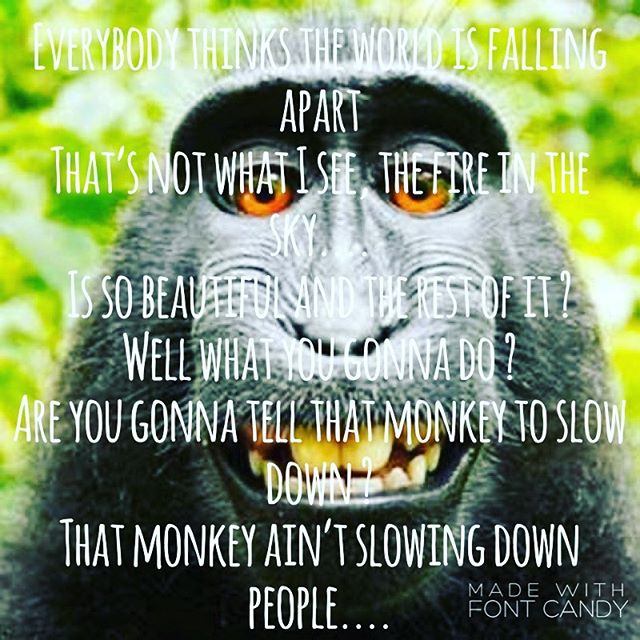 Everybody thinks the world is falling
apart
That's not what I see, the fire in the
sky....
Is so beautiful and the rest of it ?
Well what you gonna do ?
Are you gonna tell that monkey to slow
down ?
That monkey ain't slowing down
people....
MADE WITH
FONT CANDY